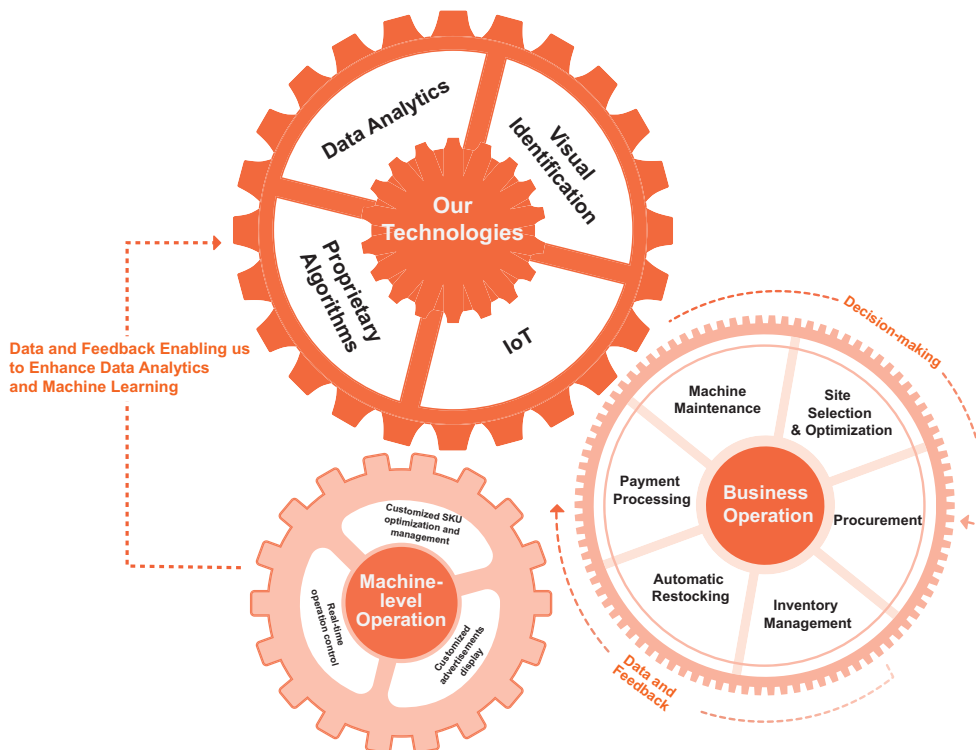 Data Analytics
Visual
Identification
Our
Technologies
Proprietary
Algorithms
IoT
Data and Feedback Enabling us
to Enhance Data Analytics
and Machine Learning
Decision-making
Machine
Maintenance
Site
Selection
& Optimization
Payment
Processing
Business
Operation
Procurement
Automatic
Restocking
Inventory
Management
Data and
Feedback
Customized SKU
optimization and
management
Machine-
level
Operation
Real-time
operation control
Customized
advertisements
display